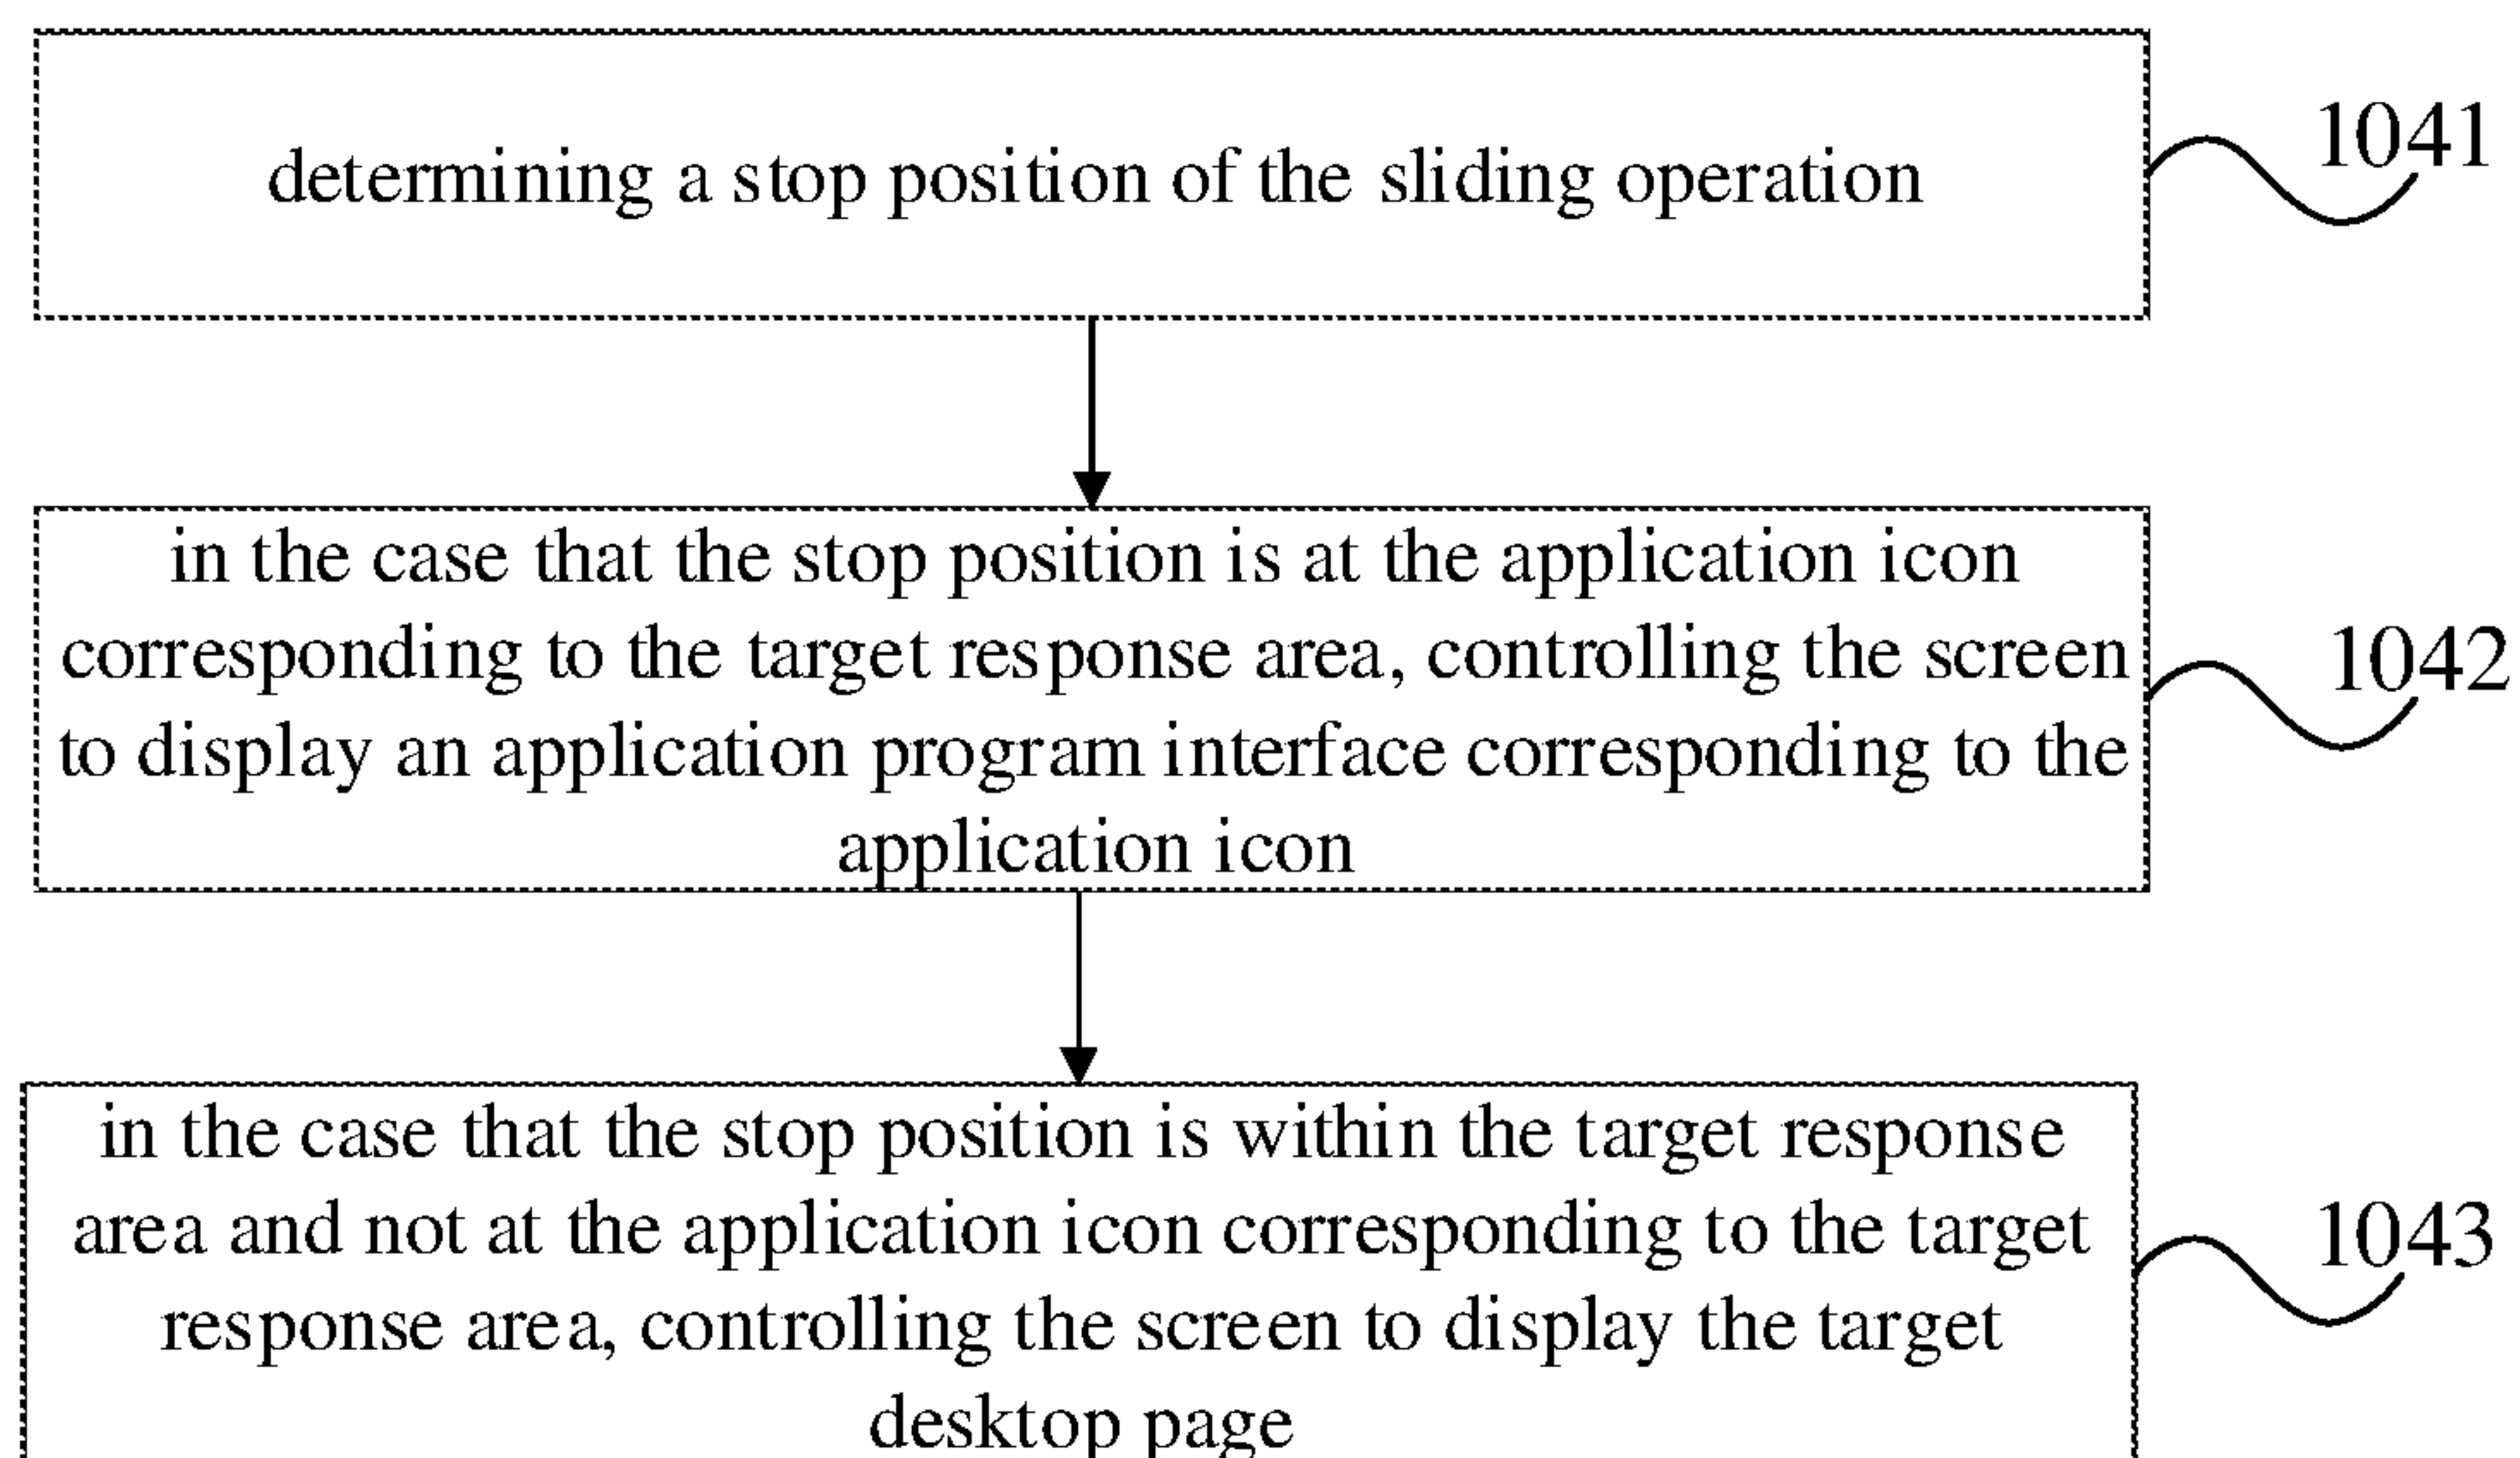 determining a stop position of the sliding operation
1041
in the case that the stop position is at the application icon
corresponding to the target response area, controlling the screen
to display an application program interface corresponding to the
application icon
1042
in the case that the stop position is within the target response
area and not at the application icon corresponding to the target
response area, controlling the screen to display the target
desktop page
1043